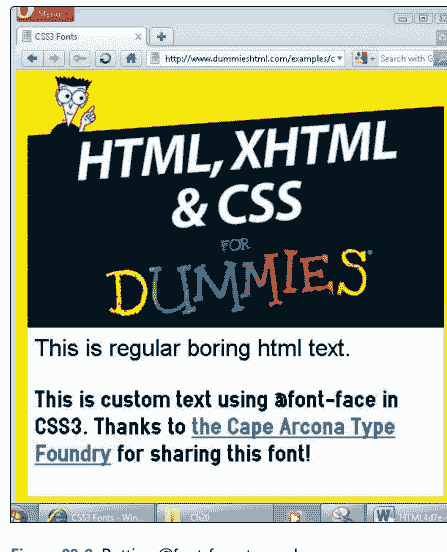 Menu
CSS3 Fonts
http://www.dummieshtml.com/examples/c
Search with G
HTML, XHTML
& CSS
FOR
DUMMIES
This is regular boring html text.
This is custom text using @font-face in
CSS3. Thanks to the Cape Arcona Type
Foundry for sharing this font!
CSS3 Fonts - Win...
Ch20
HTML4d7e